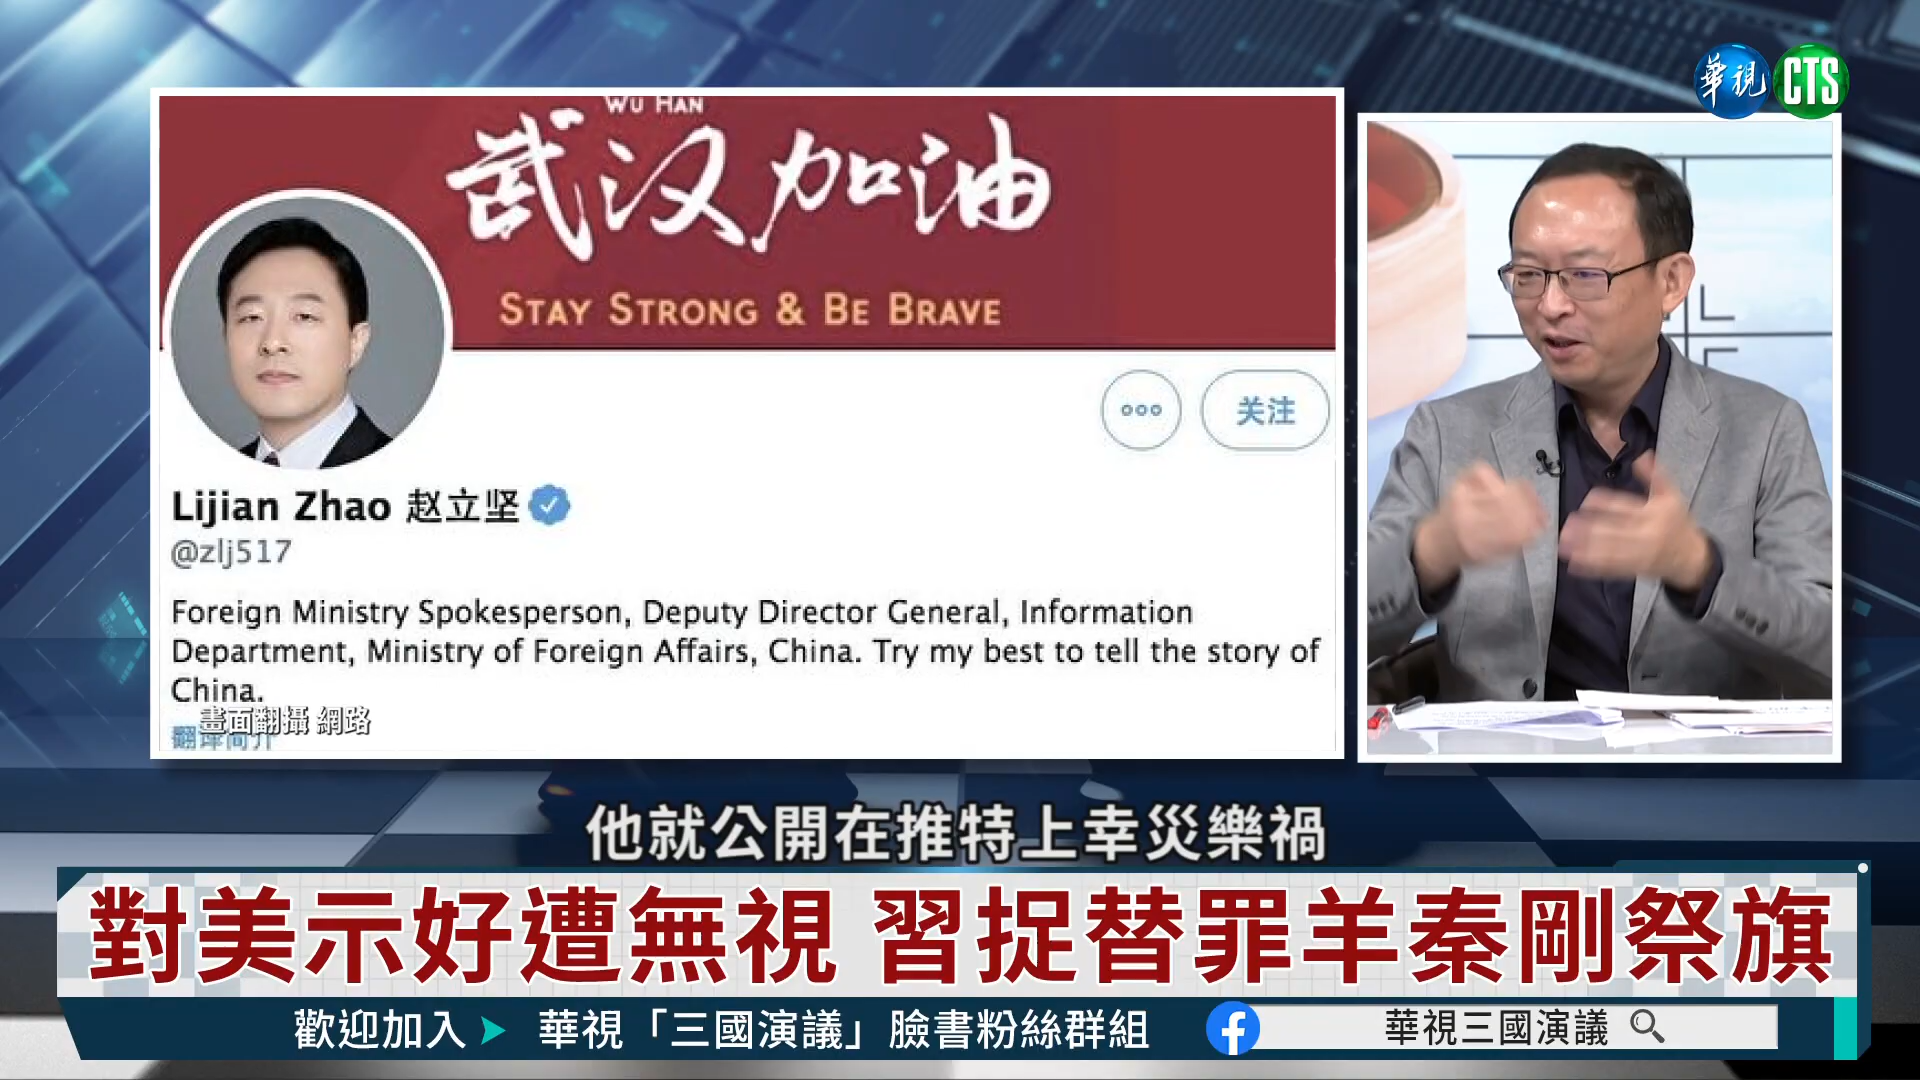 華視 CTS
WU HAN
武汉加油
STAY STRONG & BE BRAVE
关注
Lijian Zhao 赵立坚
@zlj517
Foreign Ministry Spokesperson, Deputy Director General, Information
Department, Ministry of Foreign Affairs, China. Try my best to tell the story of
China.
翻译简介
畫面翻攝 網路
他就公開在推特上幸災樂禍
對美示好遭無視 習捉替罪羊秦剛祭旗
歡迎加入 華視「三國演議」臉書粉絲群組
華視三國演議